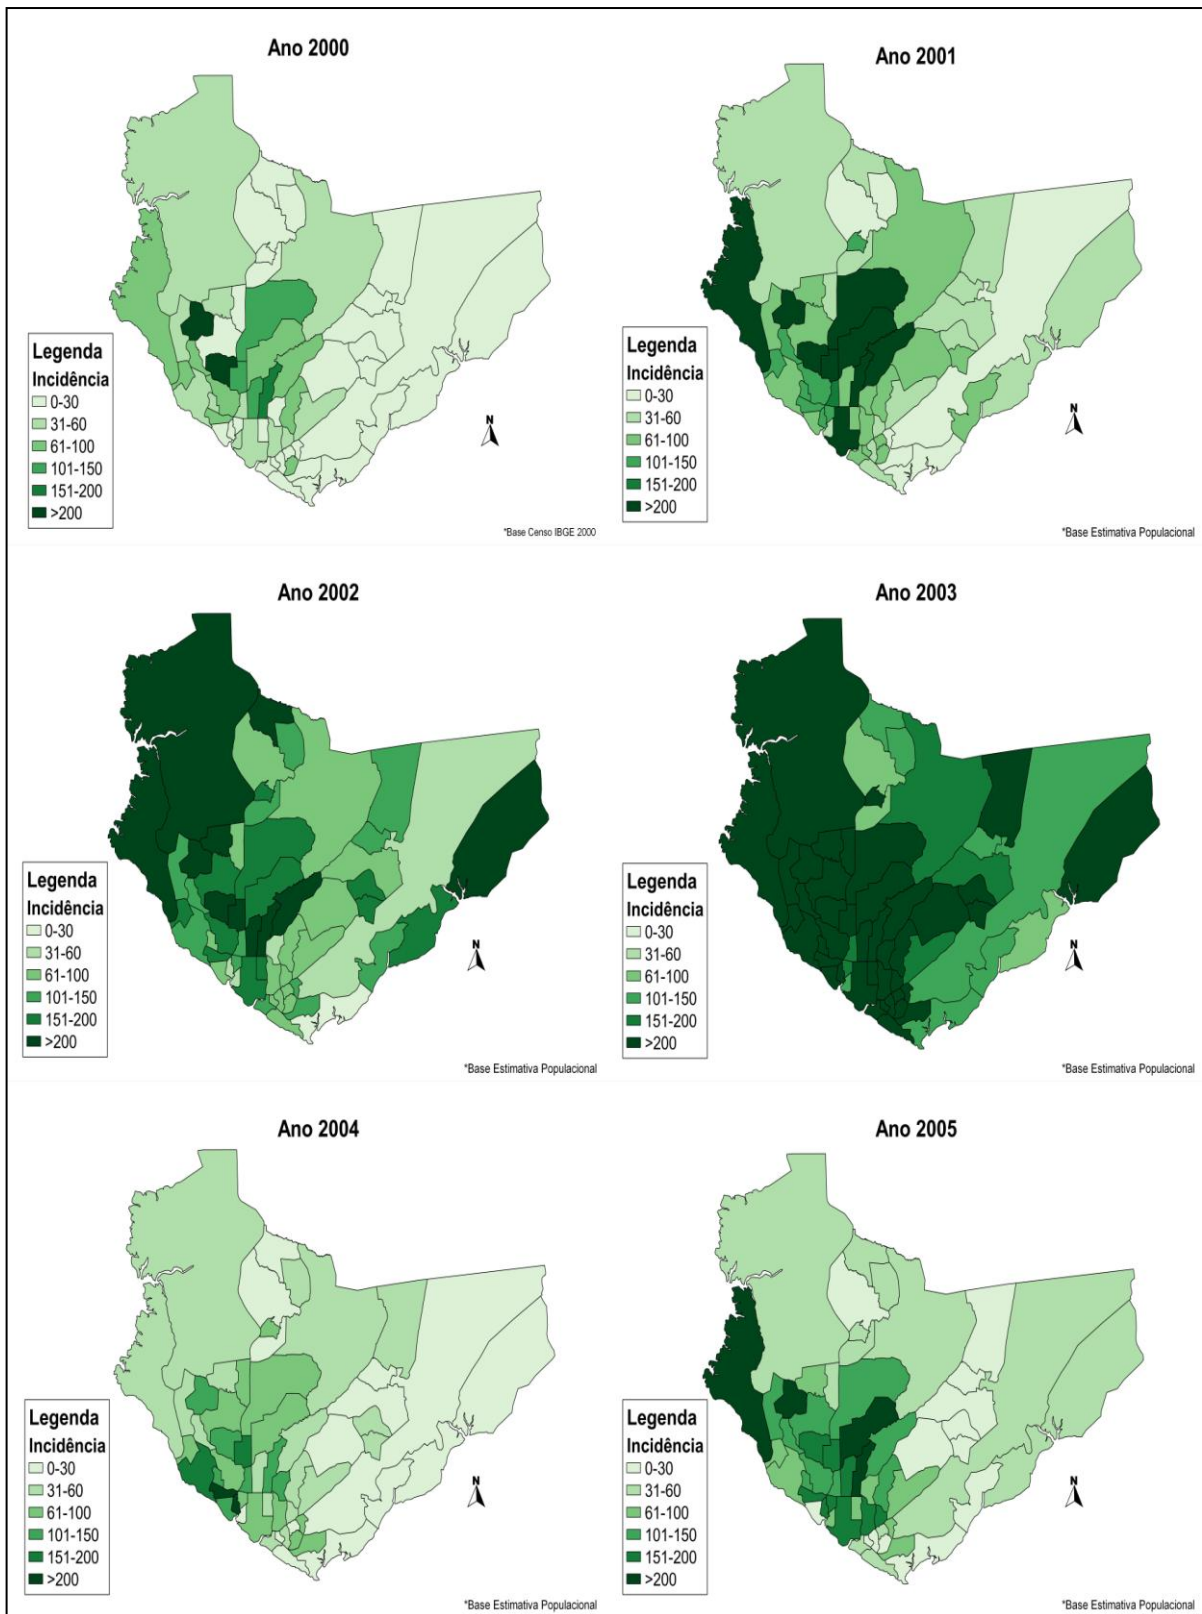 Ano 2000
Legenda
Incidência
0-30
31-60
61-100
101-150
151-200
>200
N
*Base Censo IBGE 2000
Ano 2001
Legenda
Incidência
0-30
31-60
61-100
101-150
151-200
>200
N
*Base Estimativa Populacional
Ano 2002
Legenda
Incidência
0-30
31-60
61-100
101-150
151-200
>200
N
*Base Estimativa Populacional
Ano 2003
Legenda
Incidência
0-30
31-60
61-100
101-150
151-200
>200
N
*Base Estimativa Populacional
Ano 2004
Legenda
Incidência
0-30
31-60
61-100
101-150
151-200
>200
N
*Base Estimativa Populacional
Ano 2005
Legenda
Incidência
0-30
31-60
61-100
101-150
151-200
>200
N
*Base Estimativa Populacional